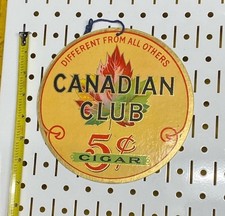 DIFFERENT FROM ALL OTHERS
CANADIAN
CLUB
5¢
CIGAR